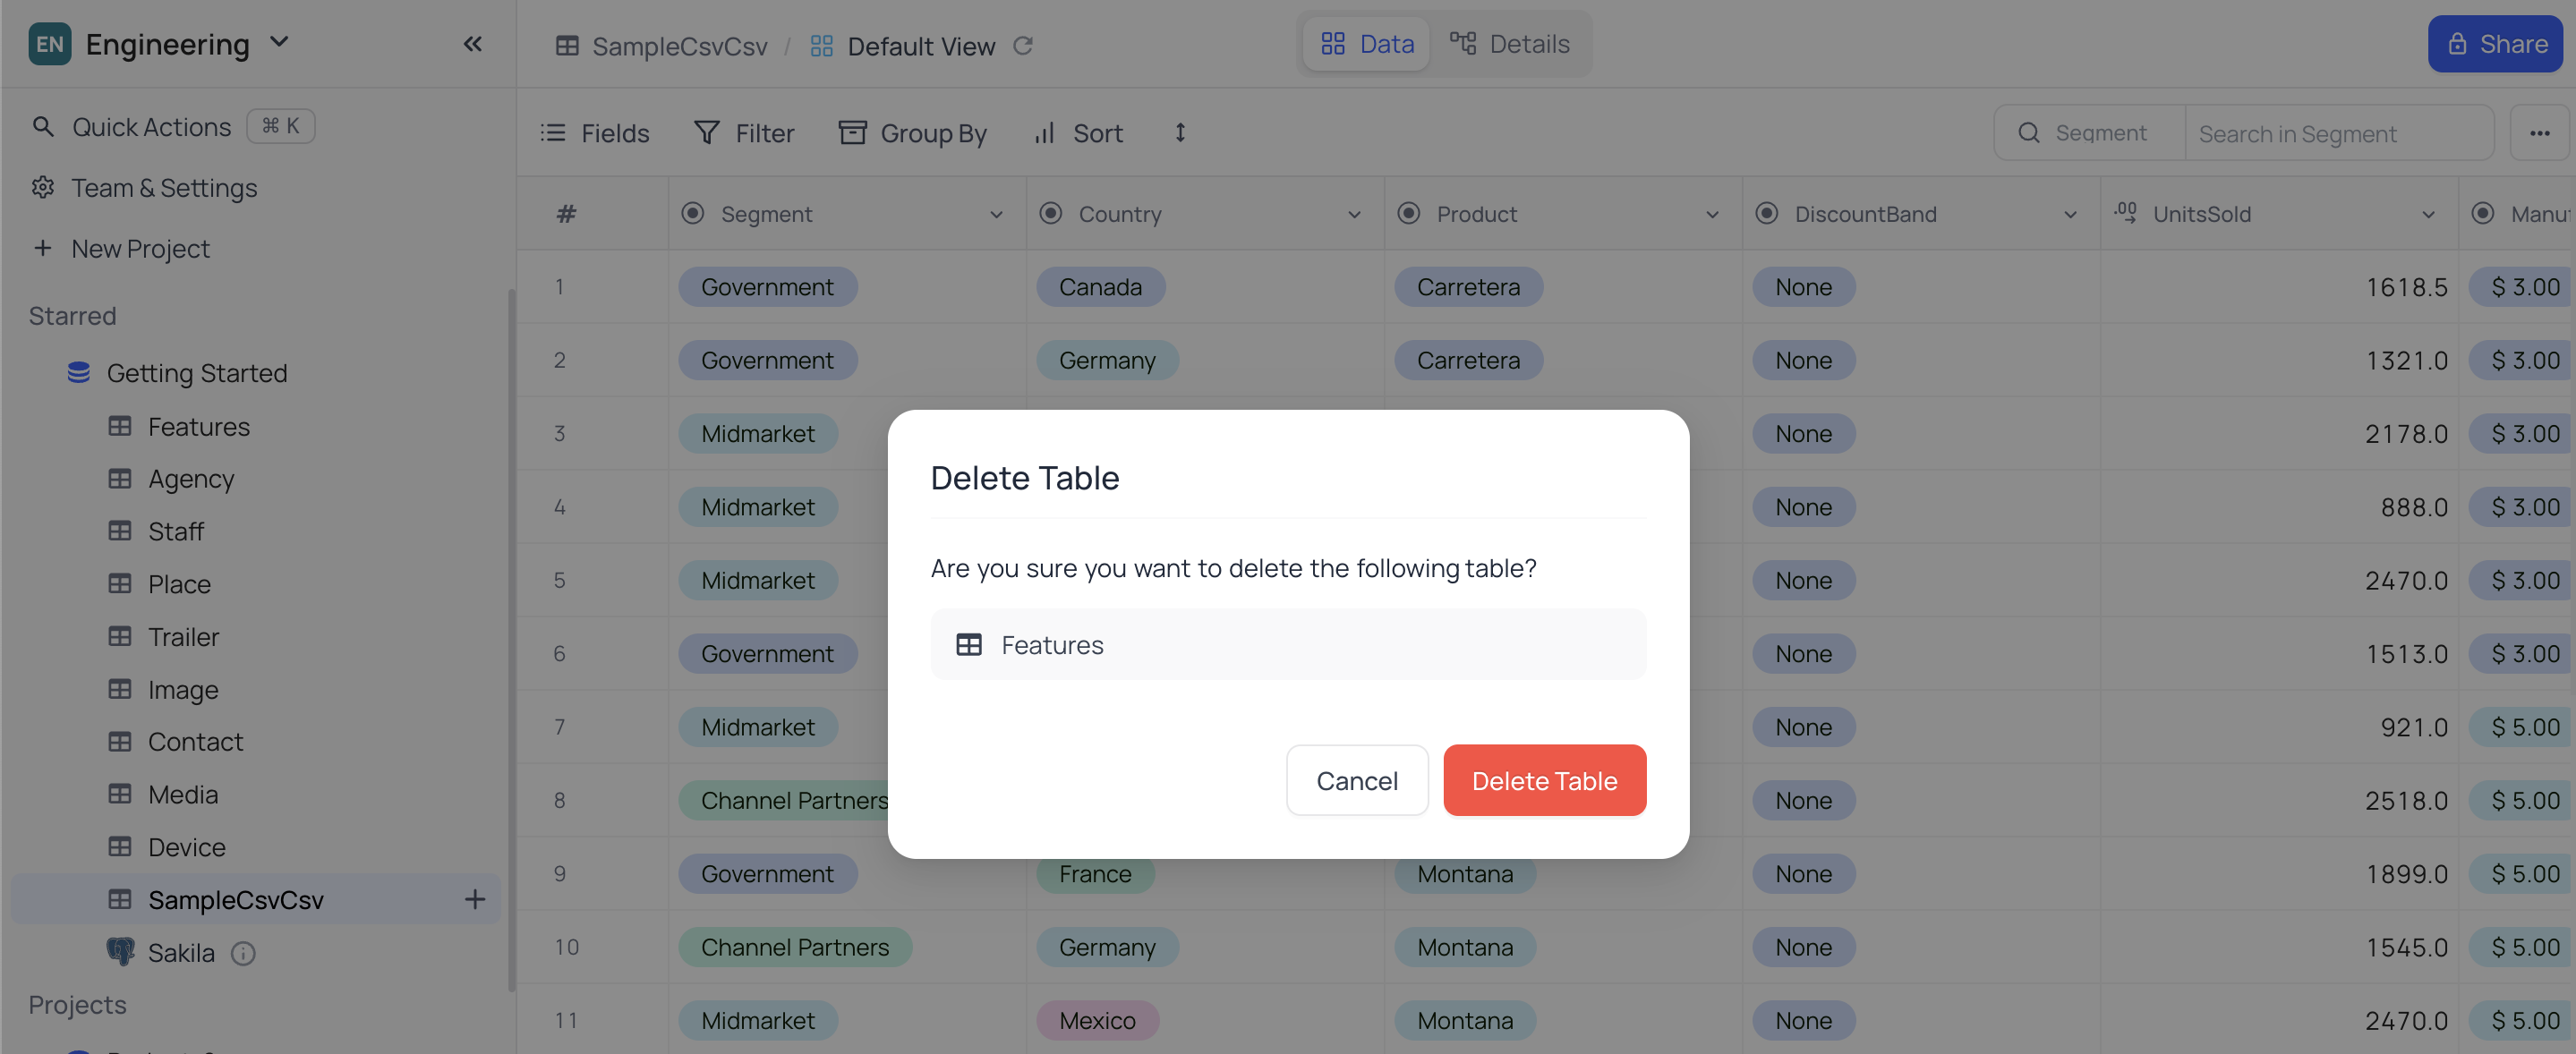 EN Engineering
SampleCsvCsv / Default View
Data Details
Share
Quick Actions ⌘ K
Team & Settings
New Project
Starred
Getting Started
Features
Agency
Staff
Place
Trailer
Image
Contact
Media
Device
SampleCsvCsv
Sakila
Projects
Fields Filter Group By Sort
Segment Search in Segment
# Segment Country Product DiscountBand UnitsSold
1 Government Canada Carretera None 1618.5 $ 3.00
2 Government Germany Carretera None 1321.0 $ 3.00
3 Midmarket None 2178.0 $ 3.00
4 Midmarket None 888.0 $ 3.00
5 Midmarket None 2470.0 $ 3.00
6 Government None 1513.0 $ 3.00
7 Midmarket None 921.0 $ 5.00
8 Channel Partners None 2518.0 $ 5.00
9 Government France Montana None 1899.0 $ 5.00
10 Channel Partners Germany Montana None 1545.0 $ 5.00
11 Midmarket Mexico Montana None 2470.0 $ 5.00
Delete Table
Are you sure you want to delete the following table?
Features
Cancel Delete Table